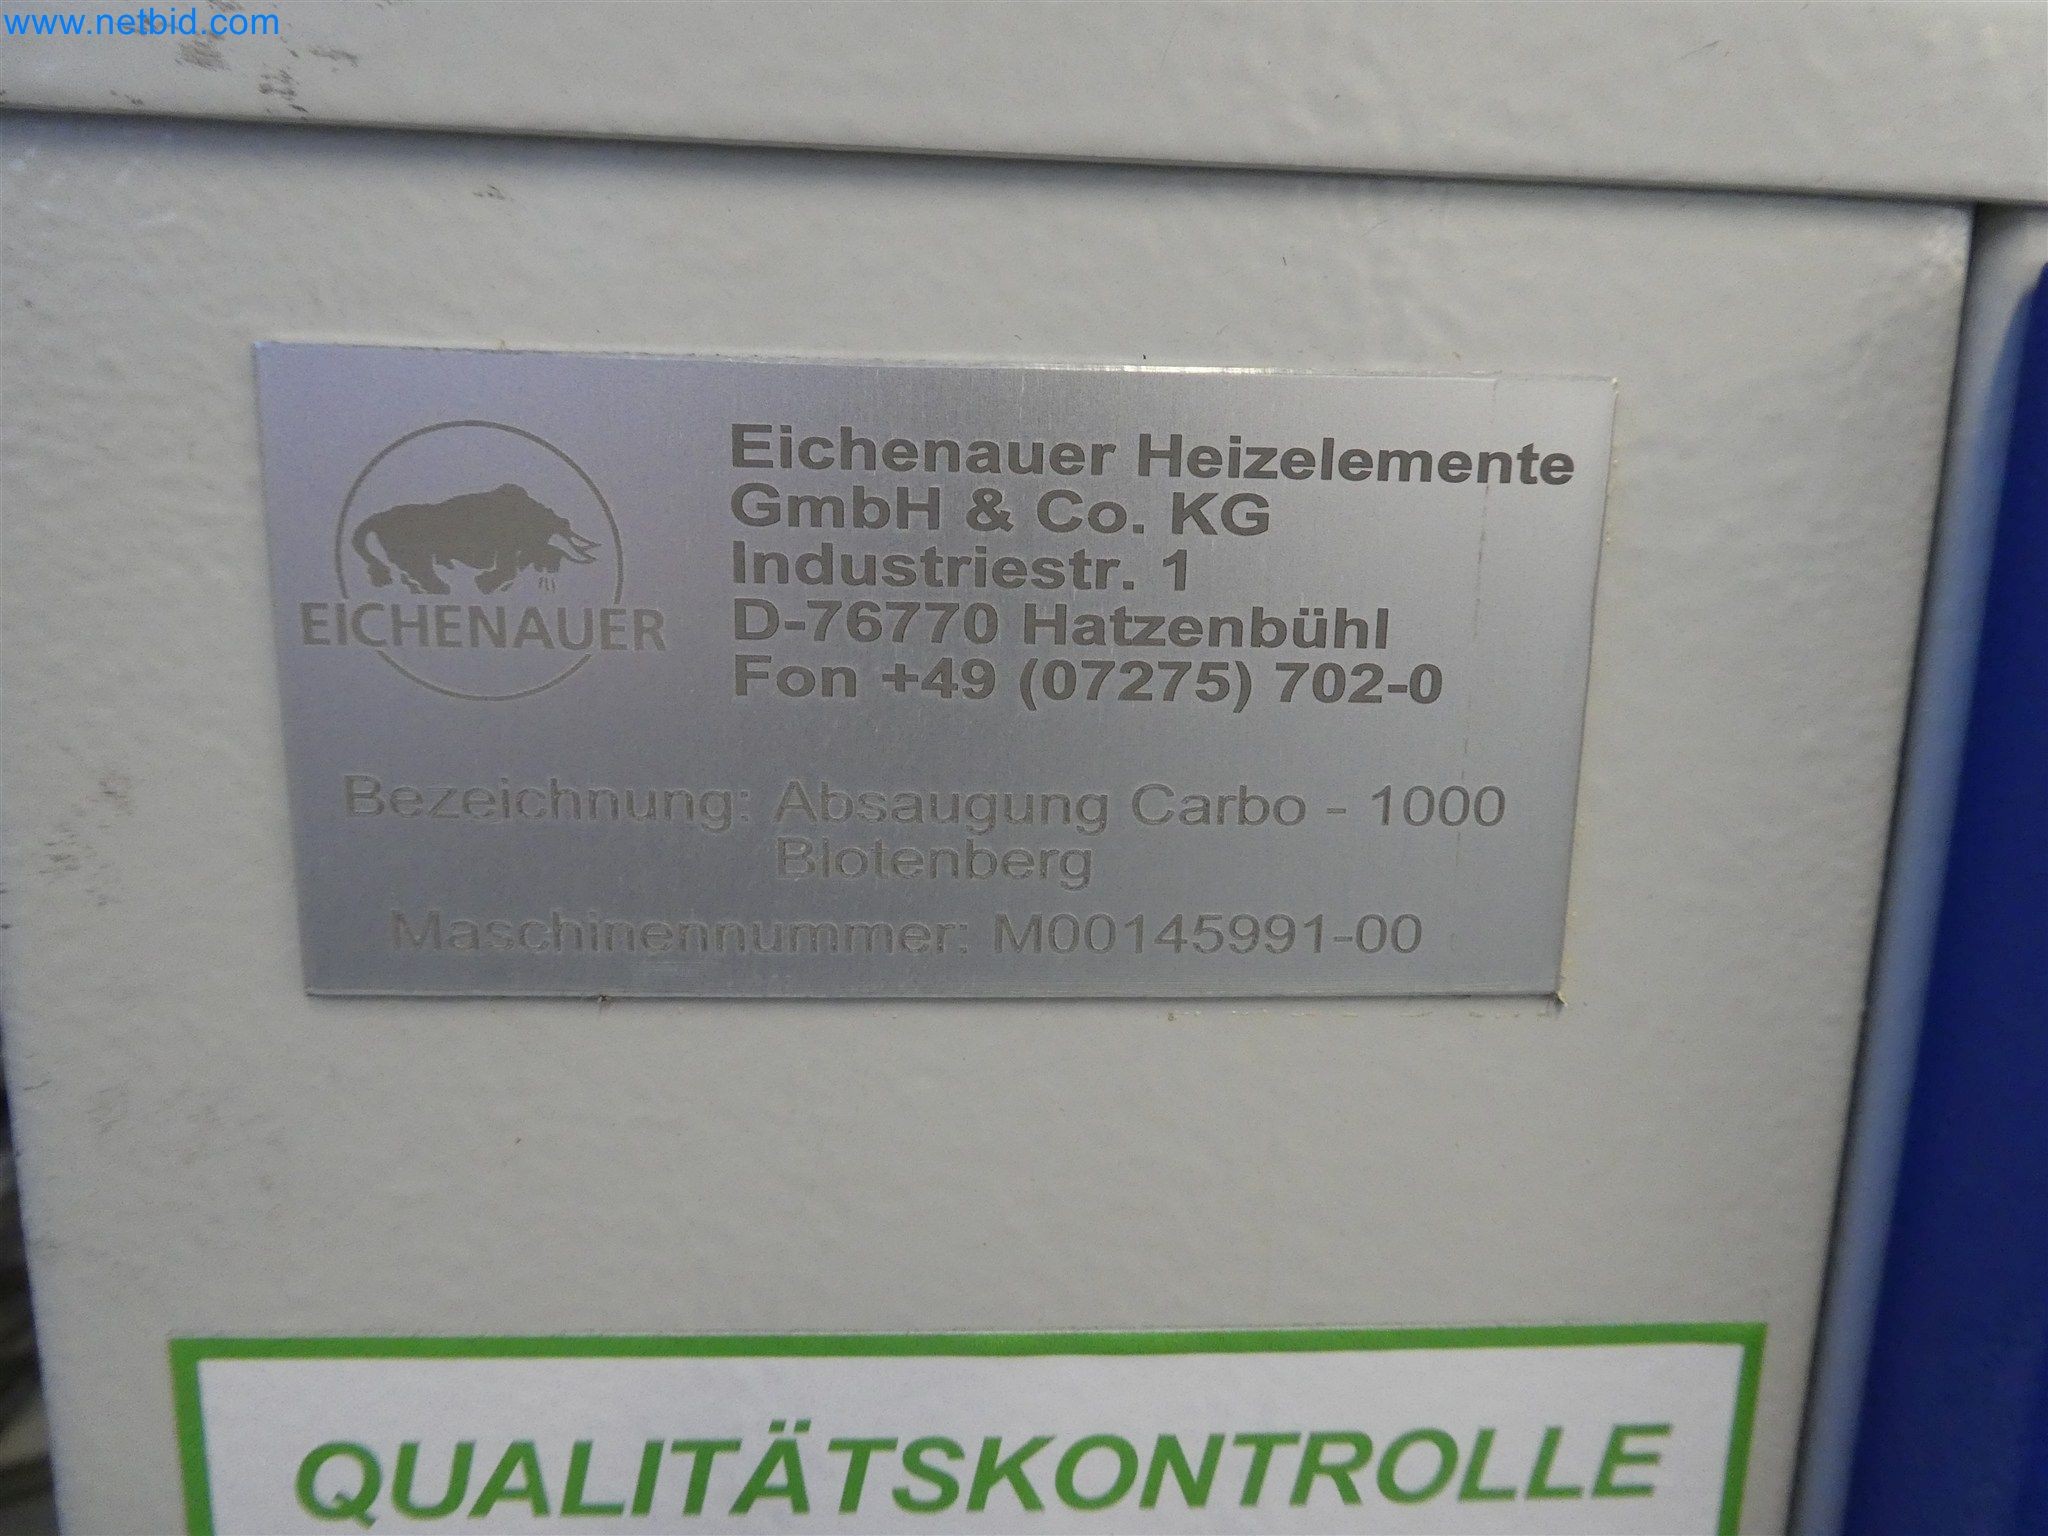 www.netbid.com
EICHENAUER
Eichenauer Heizelemente
GmbH & Co. KG
Industriestr. 1
D-76770 Hatzenbühl
Fon +49 (07275) 702-0
Bezeichnung: Absaugung Carbo - 1000
Blotenberg
Maschinennummer: M00145991-00
QUALITÄTSKONTROLLE